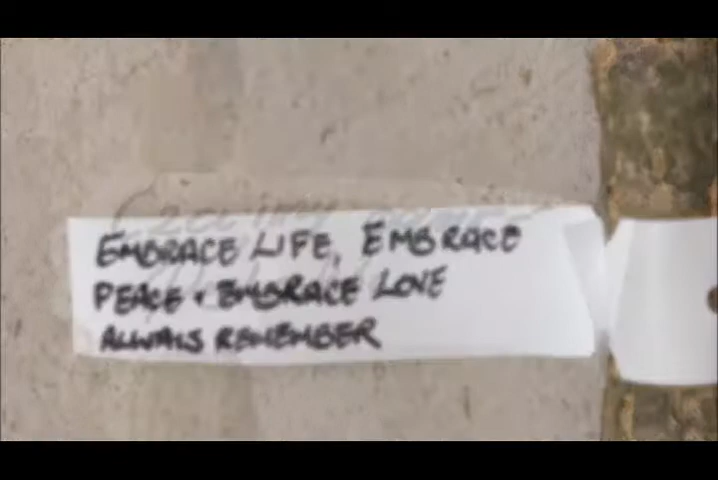 EMBRACE LIFE, EMBRACE
PEACE + EMBRACE LOVE
ALWAYS REMEMBER